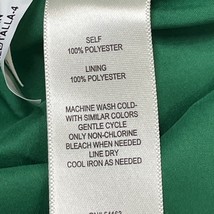 SELF
100% POLYESTER
LINING
100% POLYESTER
MACHINE WASH COLD-
WITH SIMILAR COLORS
GENTLE CYCLE
ONLY NON-CHLORINE
BLEACH WHEN NEEDED
LINE DRY
COOL IRON AS NEEDED